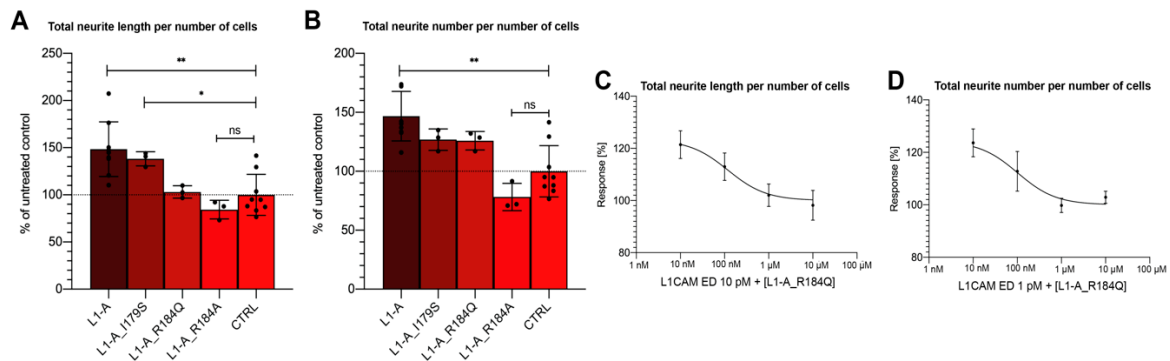 A
Total neurite length per number of cells
% of untreated control
250
200
150
100
50
0
**
*
ns
L1-A
L1-A_I179S
L1-A_R184Q
L1-A_R184A
CTRL
B
Total neurite number per number of cells
% of untreated control
200
150
100
50
0
**
ns
L1-A
L1-A_I179S
L1-A_R184Q
L1-A_R184A
CTRL
C
Total neurite length per number of cells
Response [%]
140
120
100
80
1 nM 10 nM 100 nM 1 µM 10 µM 100 µM
L1CAM ED 10 pM + [L1-A_R184Q]
D
Total neurite number per number of cells
Response [%]
140
120
100
80
1 nM 10 nM 100 nM 1 µM 10 µM 100 µM
L1CAM ED 1 pM + [L1-A_R184Q]